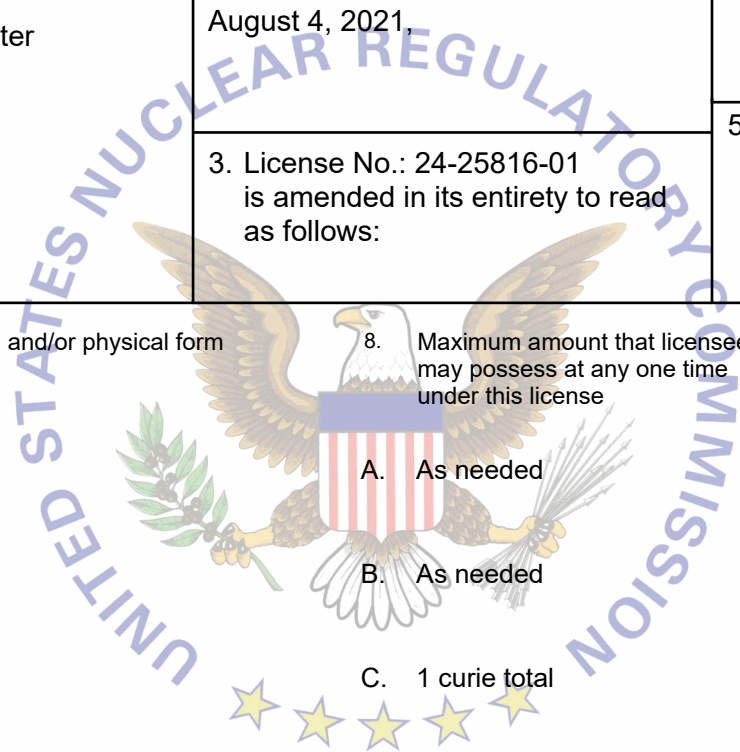 ter
August 4, 2021,
5
3. License No.: 24-25816-01
is amended in its entirety to read
as follows:
and/or physical form
8. Maximum amount that licensee
may possess at any one time
under this license
A. As needed
B. As needed
C. 1 curie total
UNITED STATES NUCLEAR REGULATORY COMMISSION